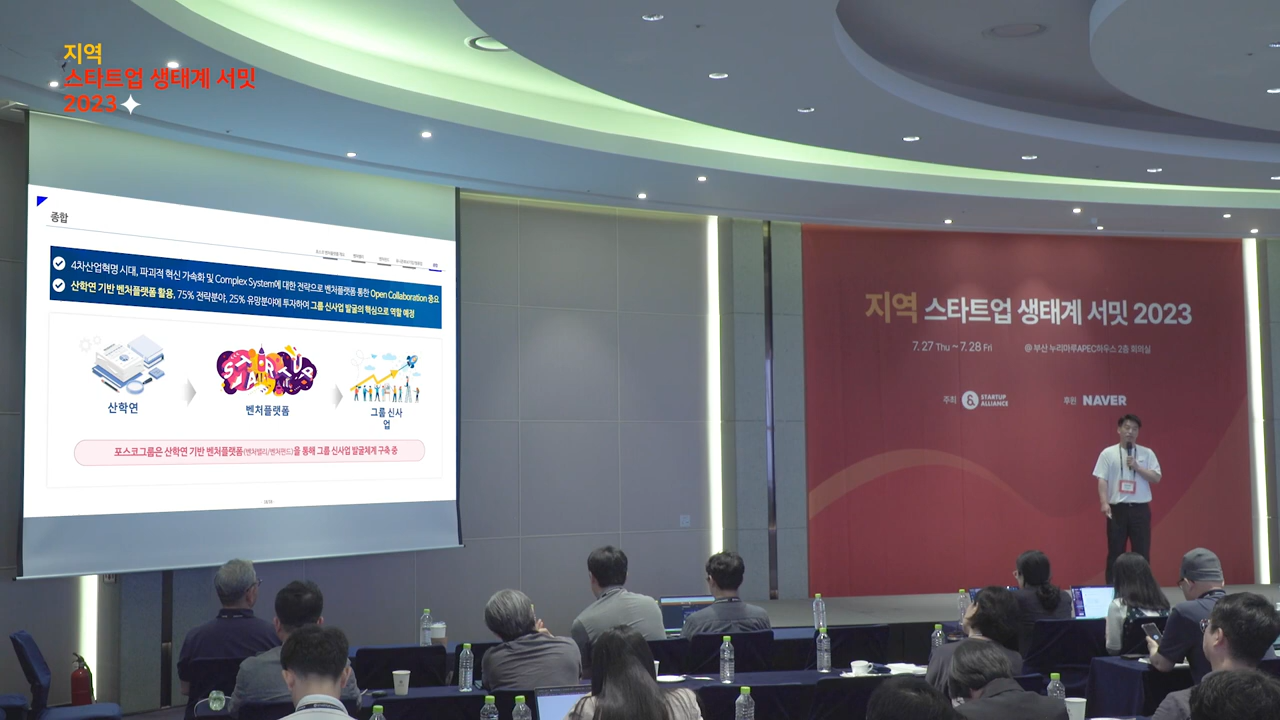 지역
스타트업 생태계 서밋
2023
종합
4차산업혁명 시대, 파괴적 혁신 가속화 및 Complex System에 대한 전략으로 벤처플랫폼 통한 Open Collaboration 중요
산학연 기반 벤처플랫폼 활용, 75% 전략분야, 25% 유망분야에 투자하여 그룹 신사업 발굴의 핵심으로 역할 예정
STARTUP
산학연
벤처플랫폼
그룹 신사
업
포스코그룹은 산학연 기반 벤처플랫폼(벤처밸리/벤처펀드)을 통해 그룹 신사업 발굴체계 구축 중
지역 스타트업 생태계 서밋 2023
7. 27 Thu ~ 7. 28 Fri @ 부산 누리마루APEC하우스 2층 회의실
주최 & STARTUP ALLIANCE 후원 NAVER